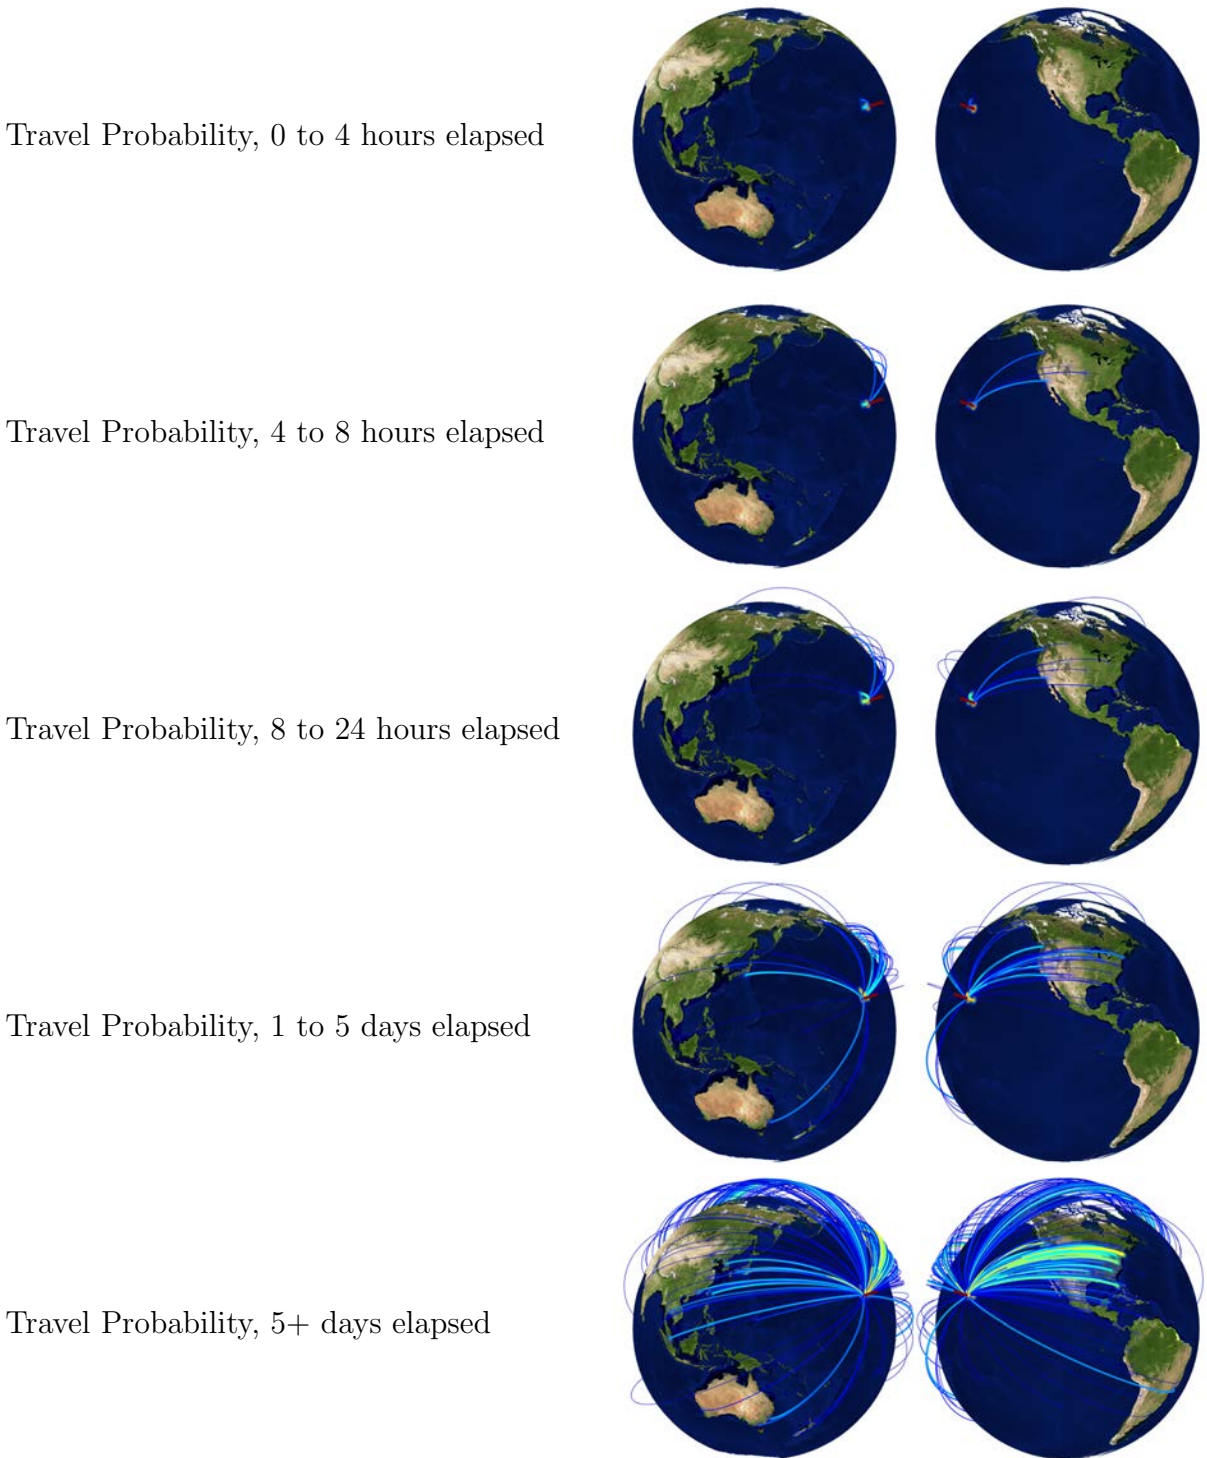 Travel Probability, 0 to 4 hours elapsed
Travel Probability, 4 to 8 hours elapsed
Travel Probability, 8 to 24 hours elapsed
Travel Probability, 1 to 5 days elapsed
Travel Probability, 5+ days elapsed